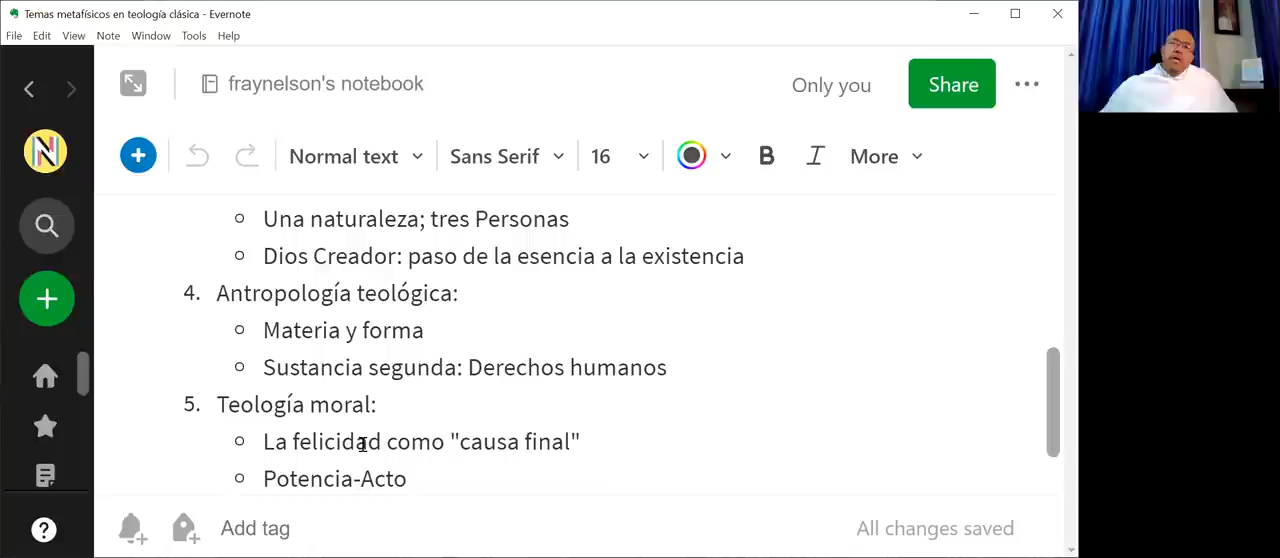 Temas metafísicos en teología clásica - Evernote
File Edit View Note Window Tools Help
fraynelson's notebook
Only you
Share
Normal text
Sans Serif
16
B
I
More
Una naturaleza; tres Personas
Dios Creador: paso de la esencia a la existencia
4. Antropología teológica:
Materia y forma
Sustancia segunda: Derechos humanos
5. Teología moral:
La felicidad como "causa final"
Potencia-Acto
Add tag
All changes saved
N
?